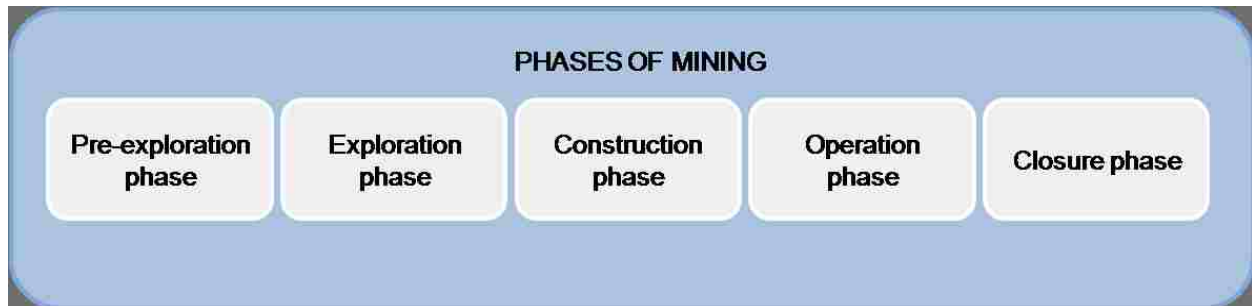 PHASES OF MINING
Pre-exploration
phase
Exploration
phase
Construction
phase
Operation
phase
Closure phase